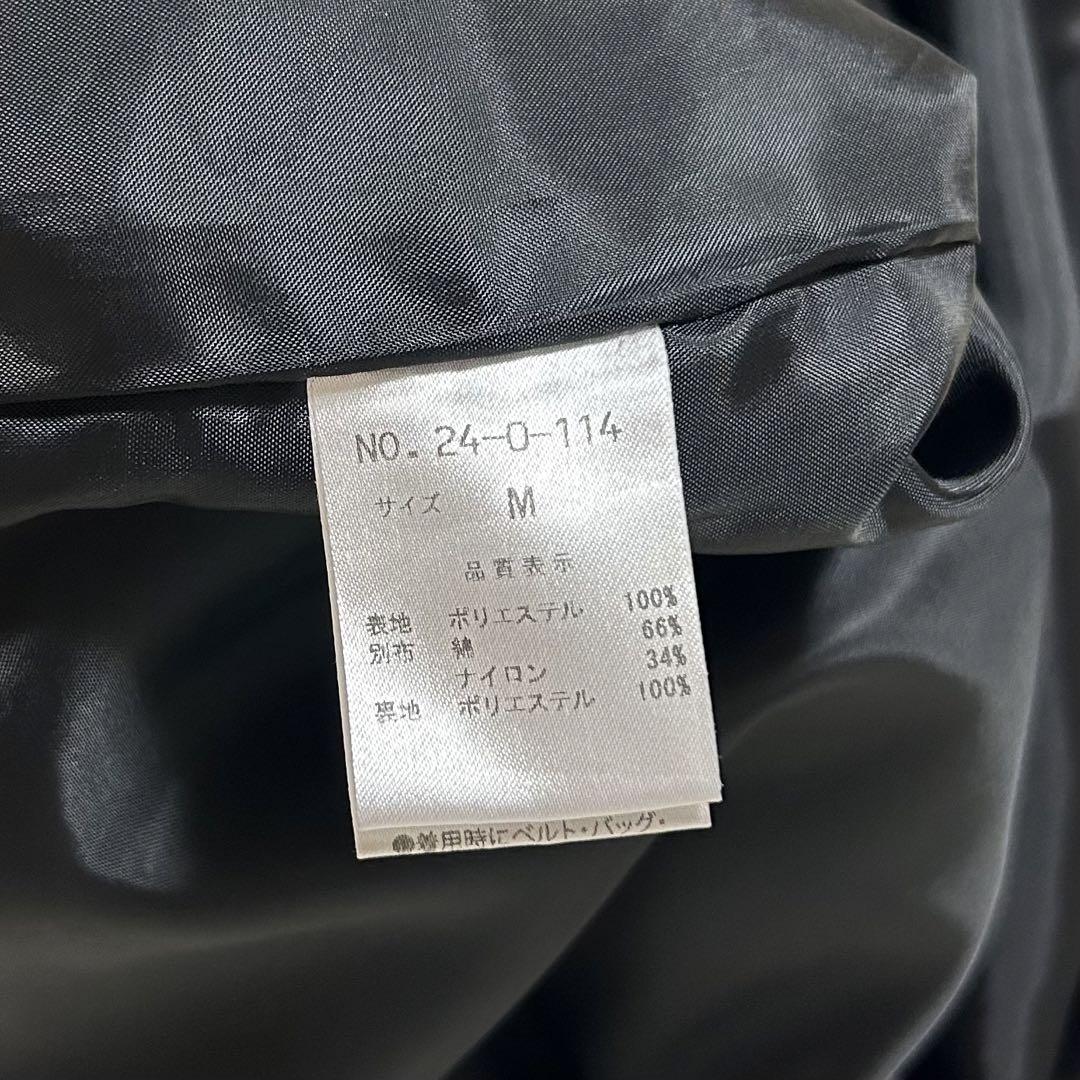 NO. 24-0-114
サイズ M
品質表示
表地 ポリエステル 100%
別布 綿 66%
ナイロン 34%
裏地 ポリエステル 100%
●着用時にベルト・バッグ・